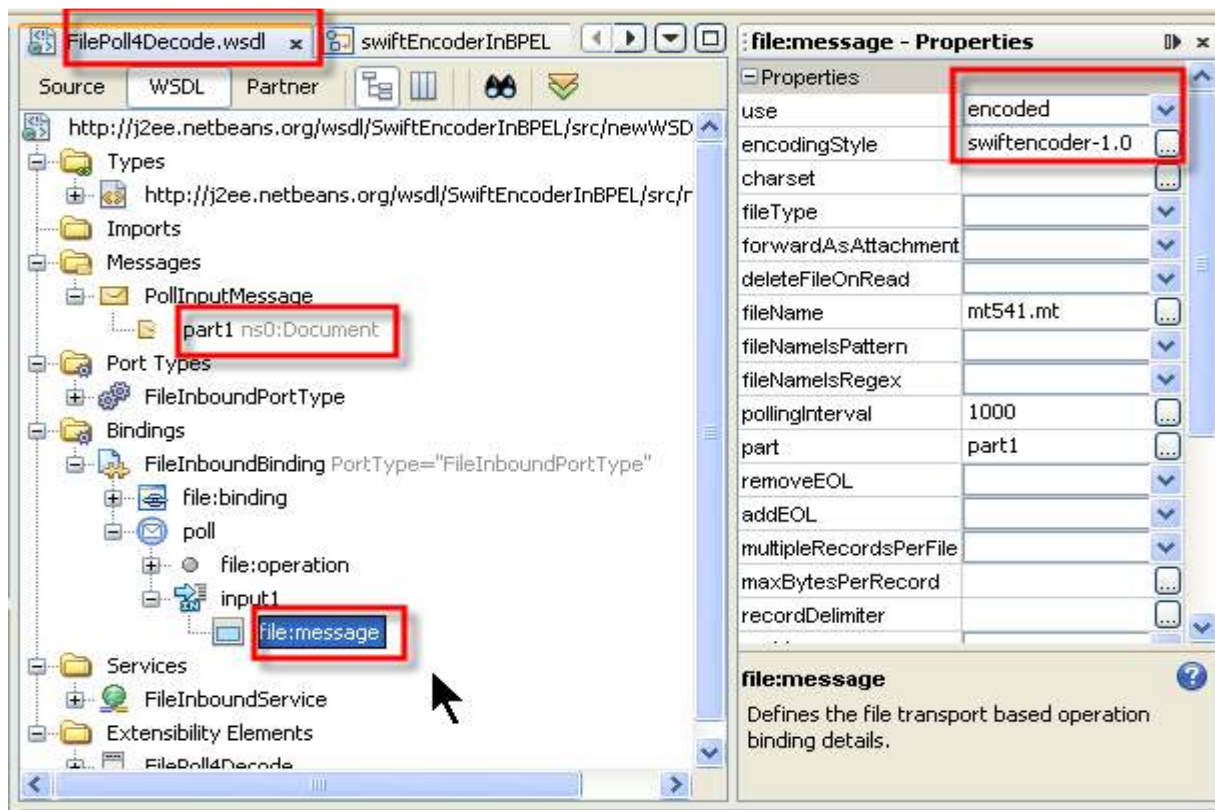 FilePoll4Decode.wsdl x swiftEncoderInBPEL
Source WSDL Partner
http://j2ee.netbeans.org/wsdl/SwiftEncoderInBPEL/src/newWSD
Types
http://j2ee.netbeans.org/wsdl/SwiftEncoderInBPEL/src/r
Imports
Messages
PollInputMessage
part1 ns0:Document
Port Types
FileInboundPortType
Bindings
FileInboundBinding PortType="FileInboundPortType"
file:binding
poll
file:operation
input1
file:message
Services
FileInboundService
Extensibility Elements
FilePoll4Decode
file:message - Properties
Properties
use encoded
encodingStyle swiftencoder-1.0
charset
fileType
forwardAsAttachment
deleteFileOnRead
fileName mt541.mt
fileNameIsPattern
fileNameIsRegex
pollingInterval 1000
part part1
removeEOL
addEOL
multipleRecordsPerFile
maxBytesPerRecord
recordDelimiter
file:message
Defines the file transport based operation
binding details.